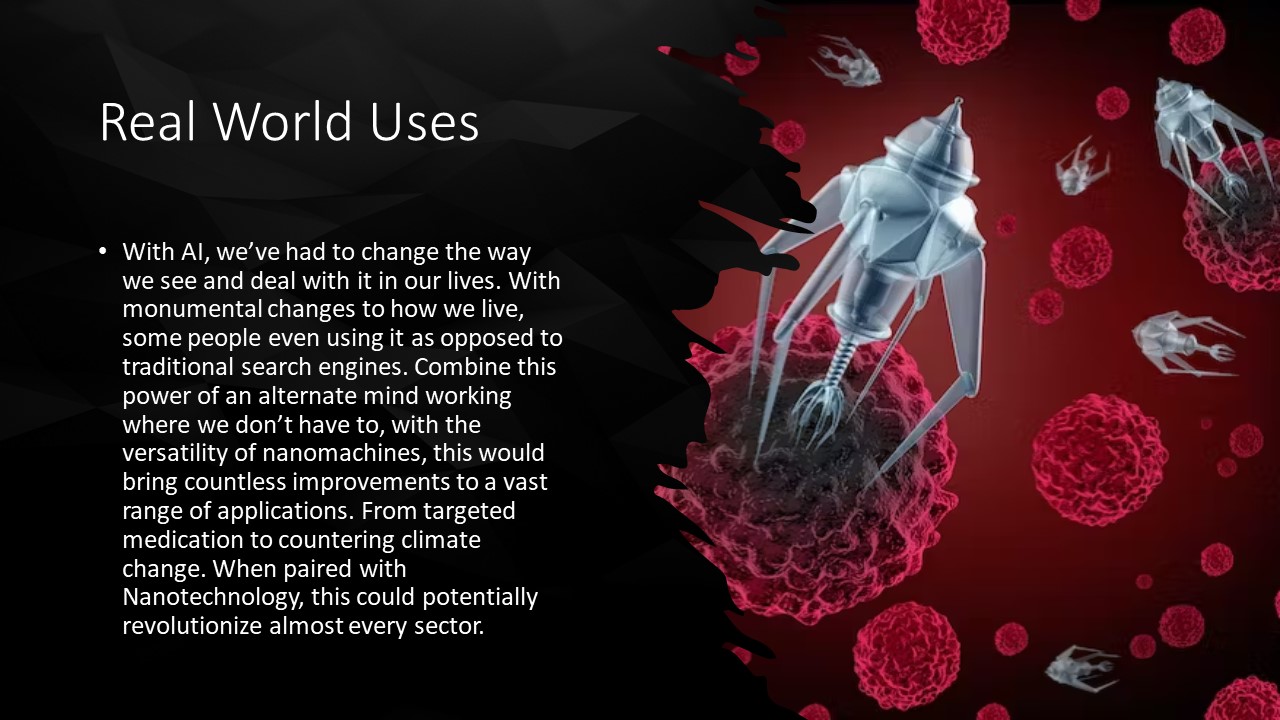 Real World Uses
• With AI, we’ve had to change the way
we see and deal with it in our lives. With
monumental changes to how we live,
some people even using it as opposed to
traditional search engines. Combine this
power of an alternate mind working
where we don’t have to, with the
versatility of nanomachines, this would
bring countless improvements to a vast
range of applications. From targeted
medication to countering climate
change. When paired with
Nanotechnology, this could potentially
revolutionize almost every sector.